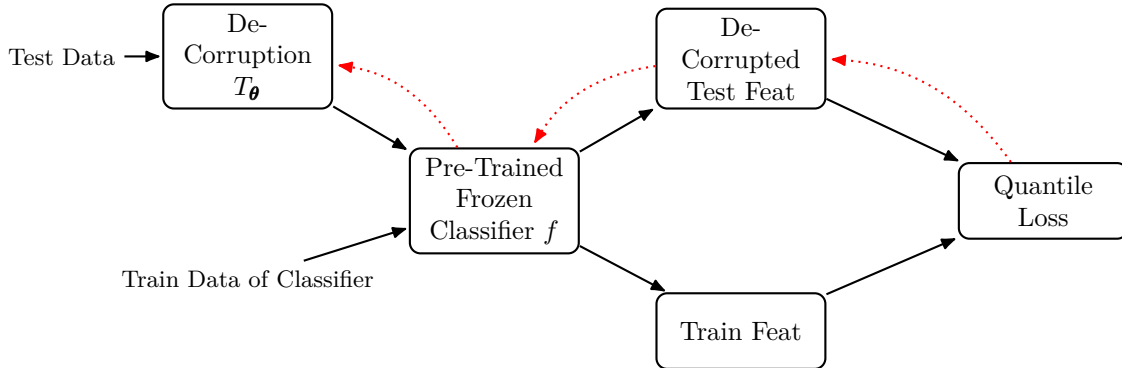 Test Data
De-
Corruption
T_θ
Pre-Trained
Frozen
Classifier f
Train Data of Classifier
De-
Corrupted
Test Feat
Train Feat
Quantile
Loss